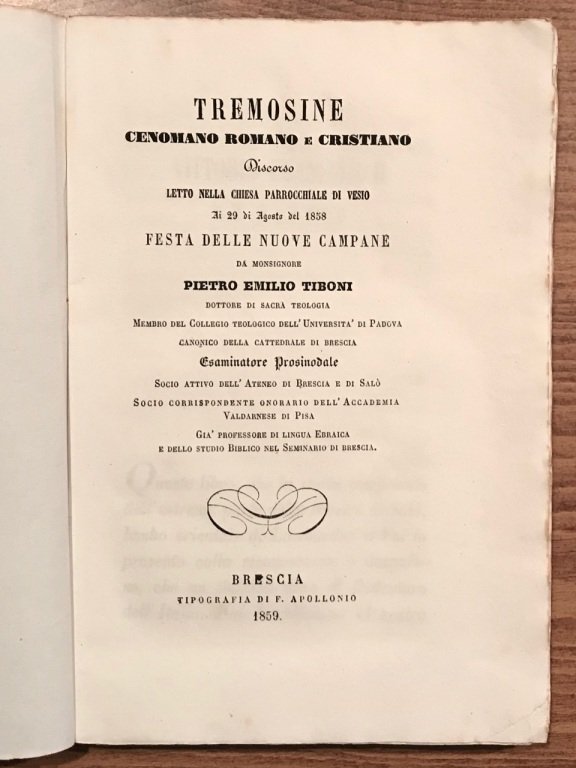 TREMOSINE
CENOMANO ROMANO E CRISTIANO
Discorso
LETTO NELLA CHIESA PARROCCHIALE DI VESIO
Ai 29 di Agosto del 1858
FESTA DELLE NUOVE CAMPANE
DA MONSIGNORE
PIETRO EMILIO TIBONI
DOTTORE DI SACRA TEOLOGIA
MEMBRO DEL COLLEGIO TEOLOGICO DELL' UNIVERSITA' DI PADOVA
CANONICO DELLA CATTEDRALE DI BRESCIA
Esaminatore Prosinodale
SOCIO ATTIVO DELL' ATENEO DI BRESCIA E DI SALÒ
SOCIO CORRISPONDENTE ONORARIO DELL' ACCADEMIA
VALDARNESE DI PISA
GIA' PROFESSORE DI LINGUA EBRAICA
E DELLO STUDIO BIBLICO NEL SEMINARIO DI BRESCIA.
BRESCIA
TIPOGRAFIA DI F. APOLLONIO
1859.